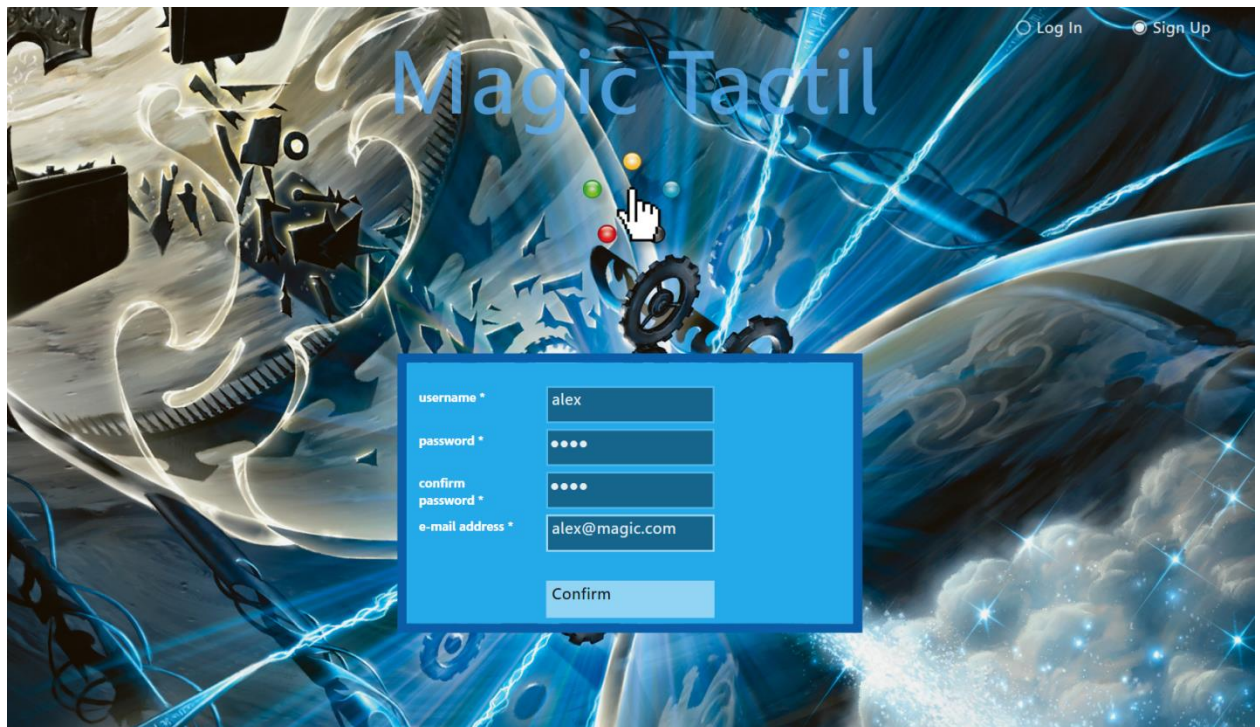 Log In
Sign Up
Magic Tactil
username *
alex
password *
••••
confirm
password *
••••
e-mail address *
alex@magic.com
Confirm